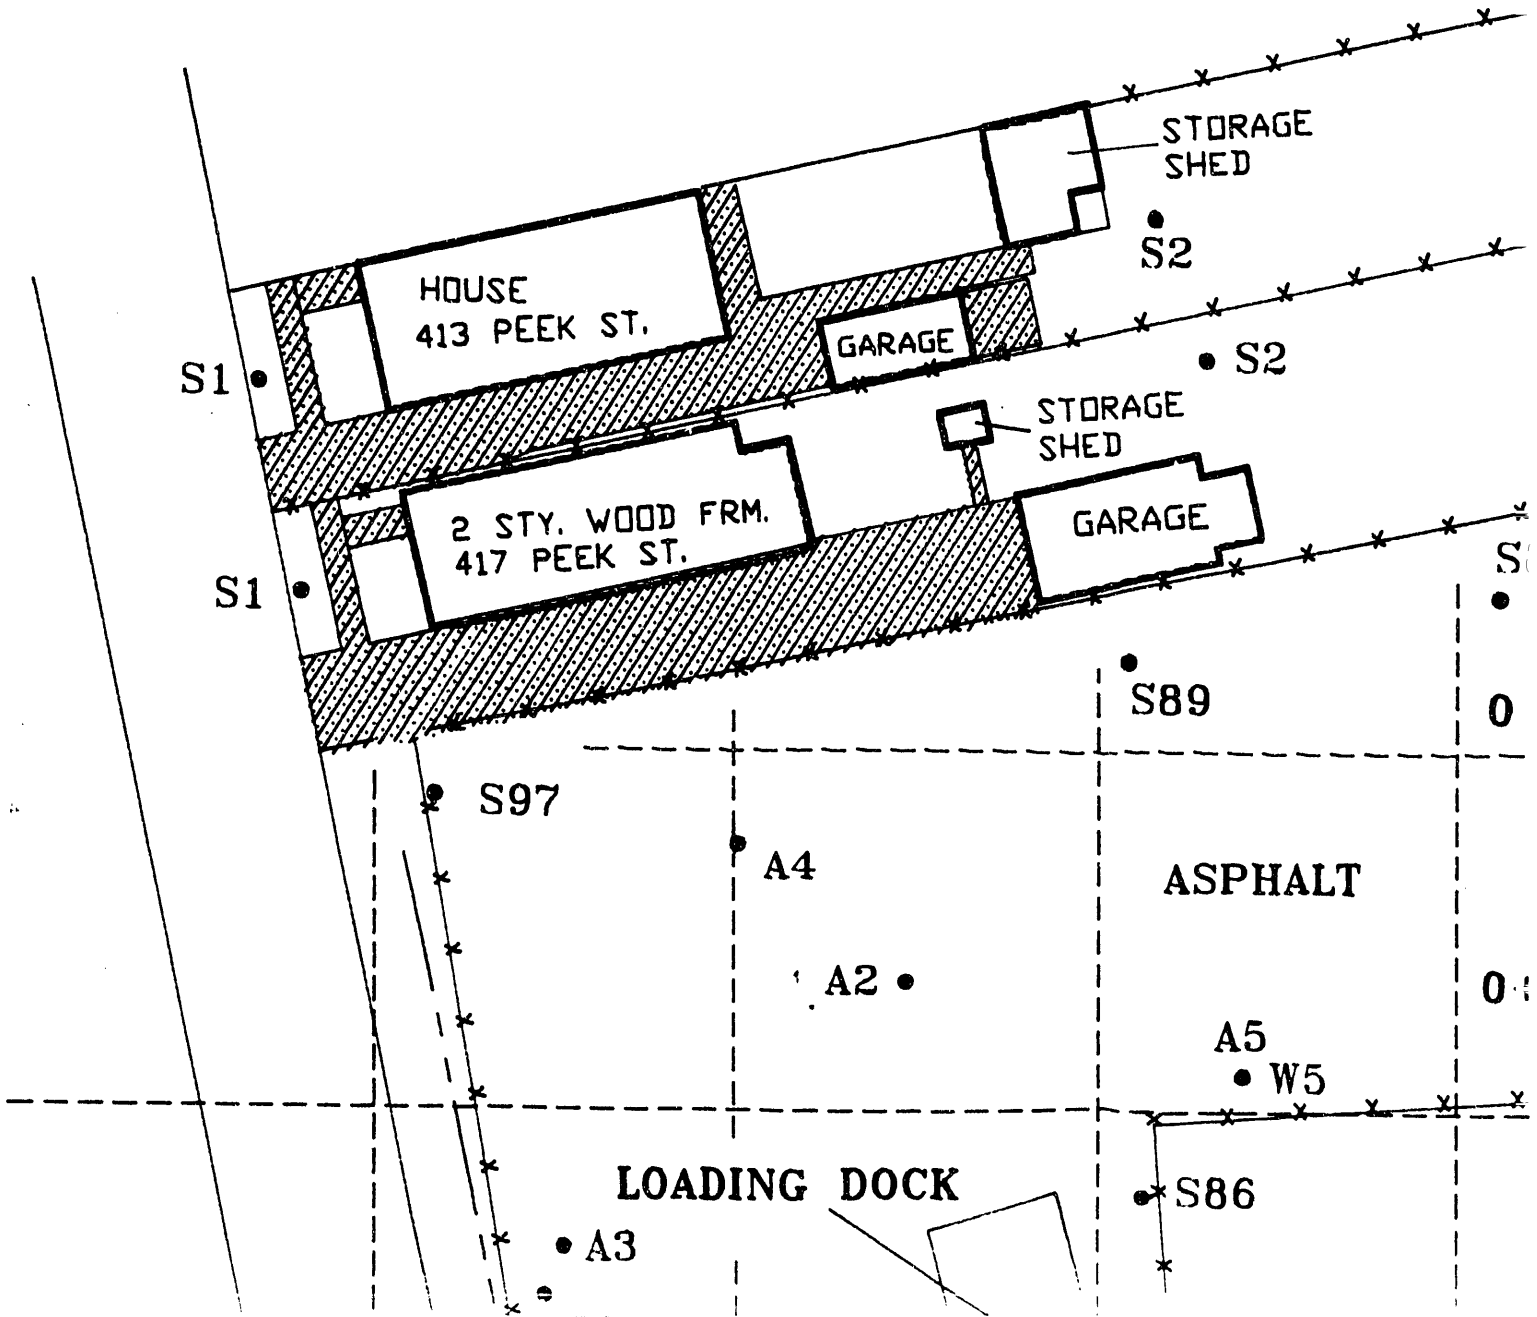 STORAGE
SHED
S2
HOUSE
413 PEEK ST.
GARAGE
S1
S2
STORAGE
SHED
2 STY. WOOD FRM.
417 PEEK ST.
GARAGE
S1
S89
0
S97
A4
ASPHALT
A2
0
A5
W5
LOADING DOCK
S86
A3